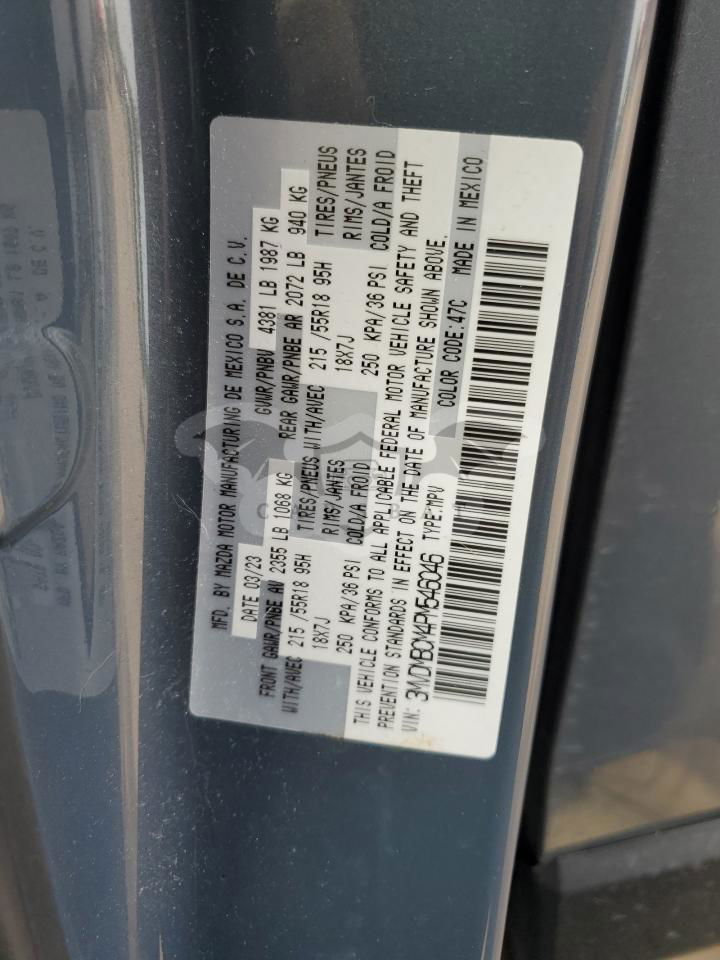 MFD. BY MAZDA MOTOR MANUFACTURING DE MEXICO S.A. DE C.V.
DATE 03/23 GVWR/PNBV 4381 LB 1987 KG
FRONT GAWR/PNBE AV 2355 LB 1068 KG REAR GAWR/PNBE AR 2072 LB 940 KG
WITH/AVEC 215 /55R18 95H TIRES/PNEUS WITH/AVEC 215 /55R18 95H TIRES/PNEUS
18X7J RIMS/JANTES 18X7J RIMS/JANTES
250 KPA/36 PSI COLD/A FROID 250 KPA/36 PSI COLD/A FROID
THIS VEHICLE CONFORMS TO ALL APPLICABLE FEDERAL MOTOR VEHICLE SAFETY AND THEFT
PREVENTION STANDARDS IN EFFECT ON THE DATE OF MANUFACTURE SHOWN ABOVE.
VIN: 3MVDMBCM4PM546046 TYPE:MPV COLOR CODE:47C MADE IN MEXICO